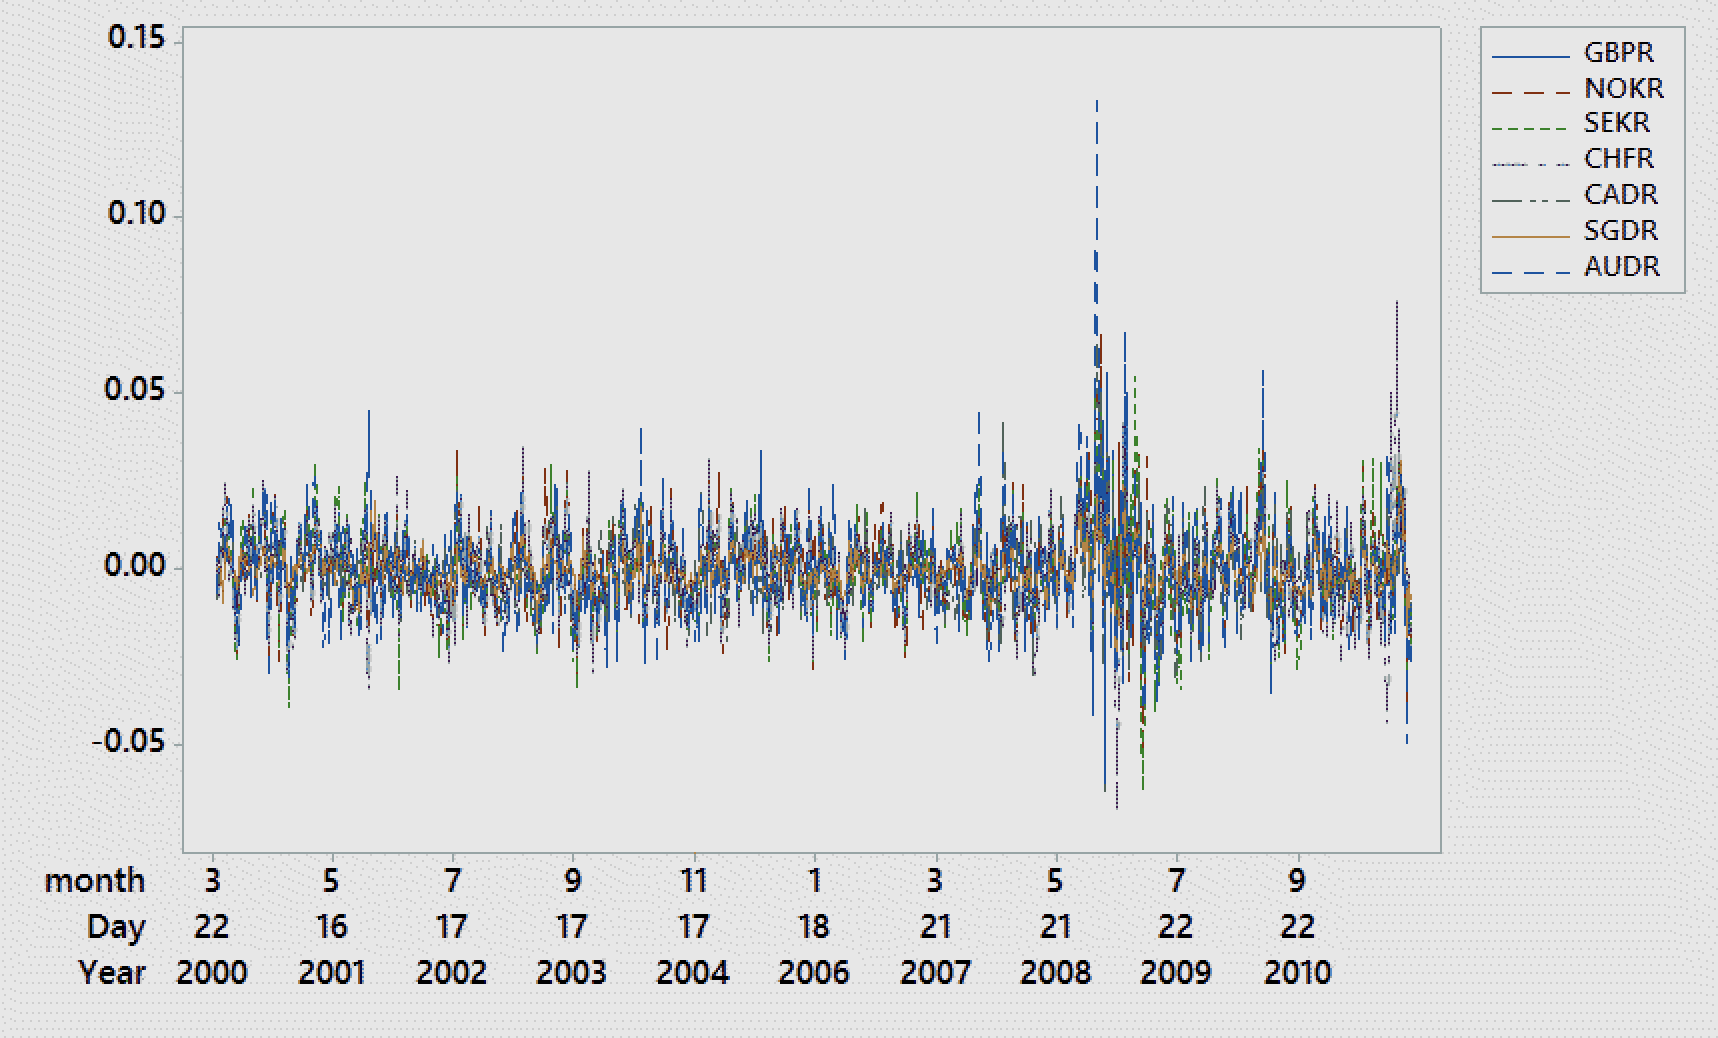 0.15
0.10
0.05
0.00
-0.05
GBPR
NOKR
SEKR
CHFR
CADR
SGDR
AUDR
month 3 5 7 9 11 1 3 5 7 9
Day 22 16 17 17 17 18 21 21 22 22
Year 2000 2001 2002 2003 2004 2006 2007 2008 2009 2010